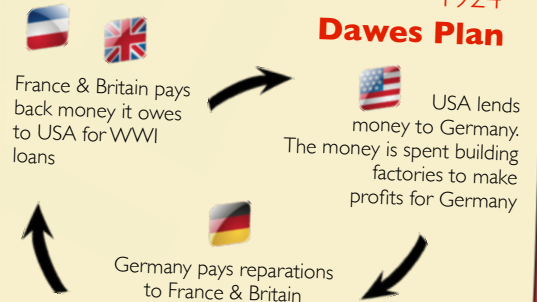 1924
Dawes Plan
France & Britain pays
back money it owes
to USA for WWI
loans
USA lends
money to Germany.
The money is spent building
factories to make
profits for Germany
Germany pays reparations
to France & Britain